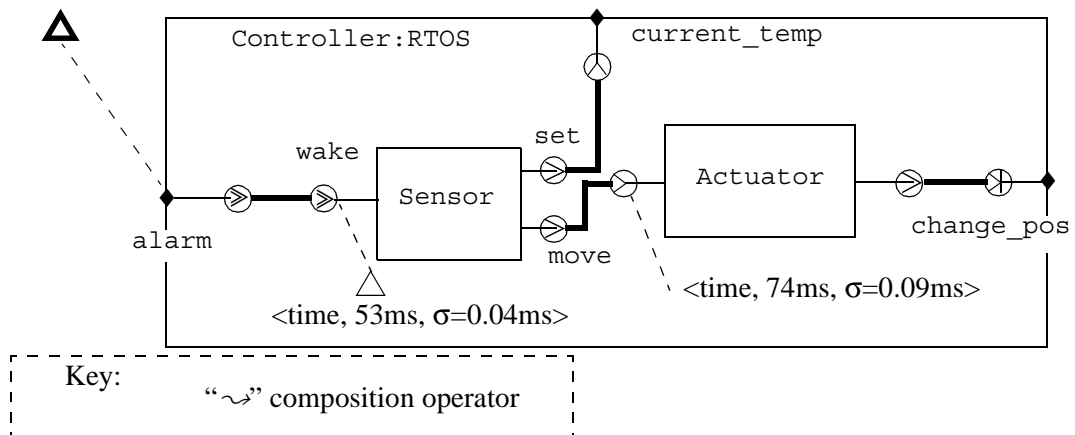 Controller:RTOS
current_temp
set
wake
Sensor
Actuator
alarm
move
change_pos
<time, 74ms, σ=0.09ms>
<time, 53ms, σ=0.04ms>
Key:
“⤳” composition operator